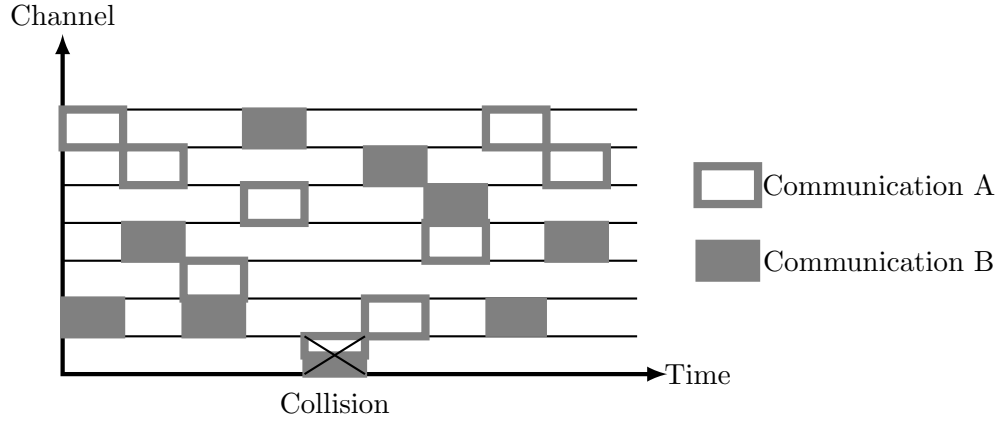 Channel
Communication A
Communication B
Time
Collision